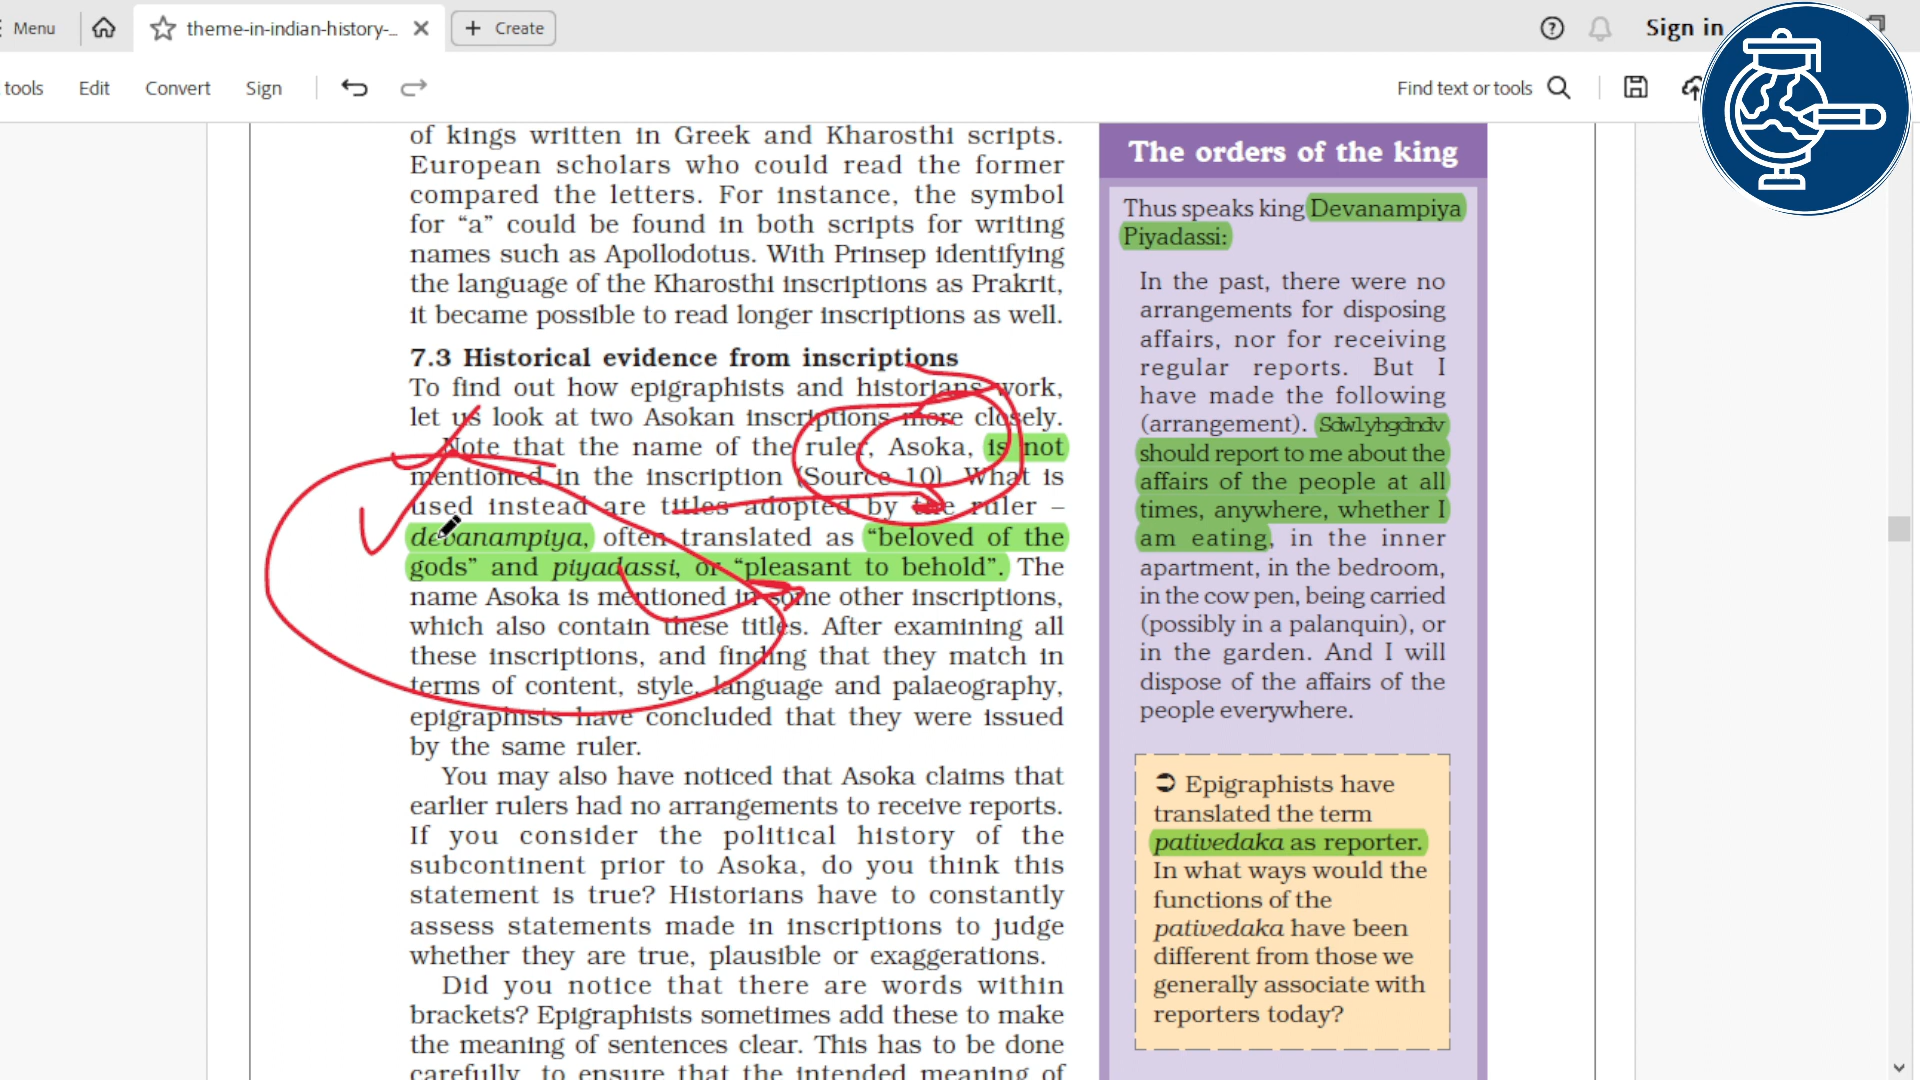 Menu
theme-in-indian-history-_
Create
Sign in
tools
Edit
Convert
Sign
Find text or tools
of kings written in Greek and Kharosthi scripts.
European scholars who could read the former
compared the letters. For instance, the symbol
for “a” could be found in both scripts for writing
names such as Apollodotus. With Prinsep identifying
the language of the Kharosthi inscriptions as Prakrit,
it became possible to read longer inscriptions as well.
7.3 Historical evidence from inscriptions
To find out how epigraphists and historians work,
let us look at two Asokan inscriptions more closely.
Note that the name of the ruler, Asoka, is not
mentioned in the inscription (Source 10). What is
used instead are titles adopted by the ruler –
devanampiya, often translated as “beloved of the
gods” and piyadassi, or “pleasant to behold”. The
name Asoka is mentioned in some other inscriptions,
which also contain these titles. After examining all
these inscriptions, and finding that they match in
terms of content, style, language and palaeography,
epigraphists have concluded that they were issued
by the same ruler.
You may also have noticed that Asoka claims that
earlier rulers had no arrangements to receive reports.
If you consider the political history of the
subcontinent prior to Asoka, do you think this
statement is true? Historians have to constantly
assess statements made in inscriptions to judge
whether they are true, plausible or exaggerations.
Did you notice that there are words within
brackets? Epigraphists sometimes add these to make
the meaning of sentences clear. This has to be done
carefully, to ensure that the intended meaning of
The orders of the king
Thus speaks king Devanampiya
Piyadassi:
In the past, there were no
arrangements for disposing
affairs, nor for receiving
regular reports. But I
have made the following
(arrangement). Sdwlyhgdndv
should report to me about the
affairs of the people at all
times, anywhere, whether I
am eating, in the inner
apartment, in the bedroom,
in the cow pen, being carried
(possibly in a palanquin), or
in the garden. And I will
dispose of the affairs of the
people everywhere.
➲ Epigraphists have
translated the term
pativedaka as reporter.
In what ways would the
functions of the
pativedaka have been
different from those we
generally associate with
reporters today?